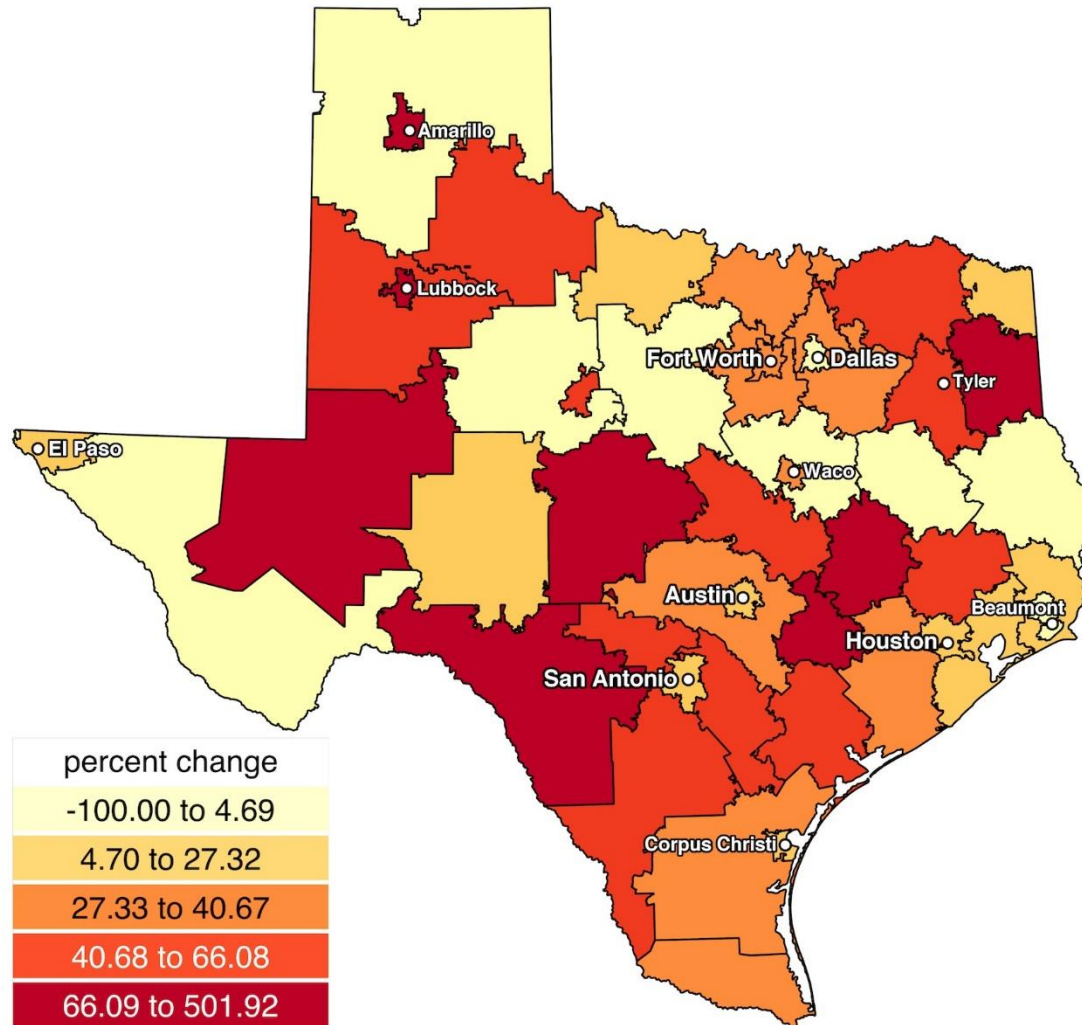 Amarillo
Lubbock
Fort Worth
Dallas
Tyler
El Paso
Waco
Austin
Beaumont
Houston
San Antonio
Corpus Christi
percent change
-100.00 to 4.69
4.70 to 27.32
27.33 to 40.67
40.68 to 66.08
66.09 to 501.92